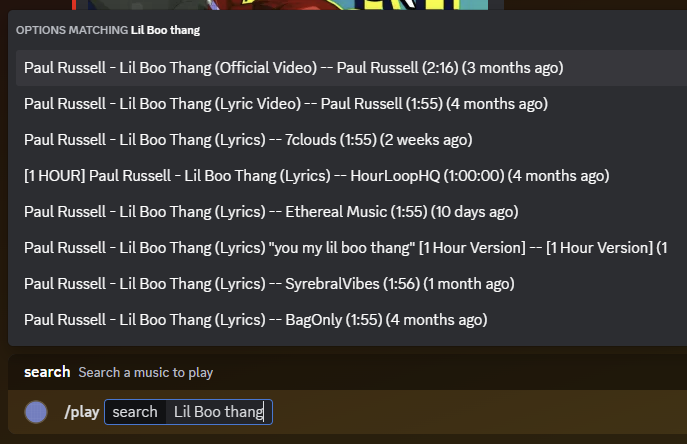 OPTIONS MATCHING Lil Boo thang
Paul Russell - Lil Boo Thang (Official Video) -- Paul Russell (2:16) (3 months ago)
Paul Russell - Lil Boo Thang (Lyric Video) -- Paul Russell (1:55) (4 months ago)
Paul Russell - Lil Boo Thang (Lyrics) -- 7clouds (1:55) (2 weeks ago)
[1 HOUR] Paul Russell - Lil Boo Thang (Lyrics) -- HourLoopHQ (1:00:00) (4 months ago)
Paul Russell - Lil Boo Thang (Lyrics) -- Ethereal Music (1:55) (10 days ago)
Paul Russell - Lil Boo Thang (Lyrics) "you my lil boo thang" [1 Hour Version] -- [1 Hour Version] (1
Paul Russell - Lil Boo Thang (Lyrics) -- SyrebralVibes (1:56) (1 month ago)
Paul Russell - Lil Boo Thang (Lyrics) -- BagOnly (1:55) (4 months ago)
search Search a music to play
/play search Lil Boo thang